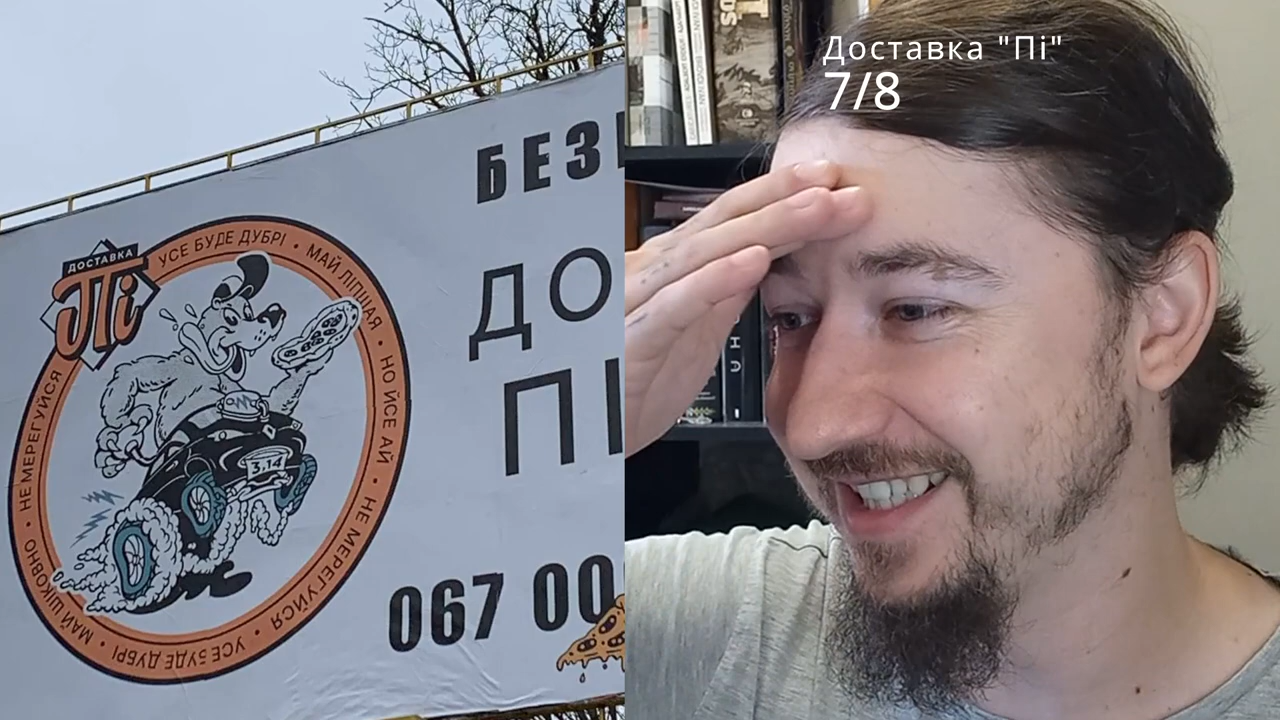 ДОСТАВКА
Пі
УСЕ БУДЕ ДУБРІ • МАЙ ЛІПШАЯ • НО ЙСЕ АЙ • НЕ МЕРЕГУЙСЯ • УСЕ БУДЕ ДУБРІ • МАЙ ШІКОВНО • НЕ МЕРЕГУЙСЯ •
3,14
БЕЗ
ДО
ПІ
067 00
Доставка "Пі"
7/8